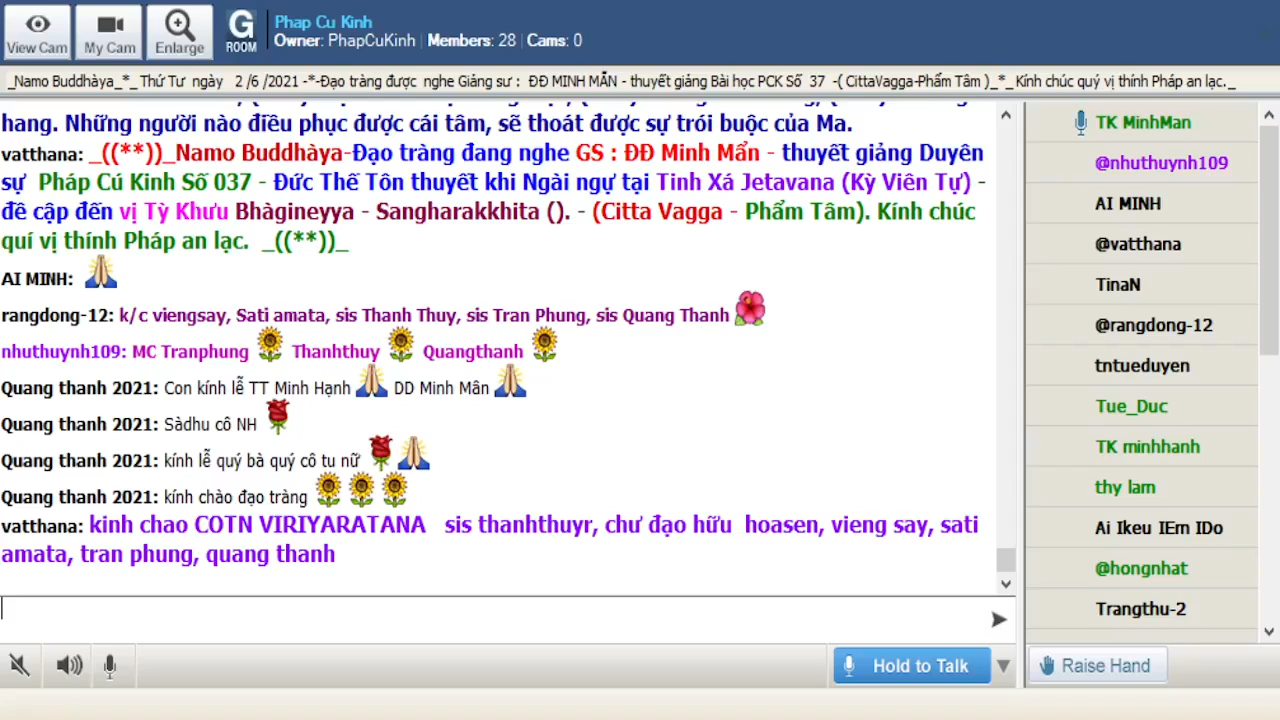 View Cam
My Cam
Enlarge
G
ROOM
Phap Cu Kinh
Owner: PhapCuKinh | Members: 28 | Cams: 0
_Namo Buddhàya_*_Thứ Tư ngày 2 /6 /2021 -*-Đạo tràng được nghe Giảng sư : ĐĐ MINH MẪN - thuyết giảng Bài học PCK Số 37 -( CittaVagga-Phẩm Tâm )_*_Kính chúc quý vị thính Pháp an lạc._
hang. Những người nào điều phục được cái tâm, sẽ thoát được sự trói buộc của Ma.
vatthana: _((**))_Namo Buddhàya-Đạo tràng đang nghe GS : ĐĐ Minh Mẩn - thuyết giảng Duyên
sự Pháp Cú Kinh Số 037 - Đức Thế Tôn thuyết khi Ngài ngự tại Tinh Xá Jetavana (Kỳ Viên Tự) -
đề cập đến vị Tỳ Khưu Bhàgineyya - Sangharakkhita (). - (Citta Vagga - Phẩm Tâm). Kính chúc
quí vị thính Pháp an lạc. _((**))_
AI MINH:
rangdong-12: k/c viengsay, Sati amata, sis Thanh Thuy, sis Tran Phung, sis Quang Thanh
nhuthuynh109: MC Tranphung Thanhthuy Quangthanh
Quang thanh 2021: Con kính lễ TT Minh Hạnh DD Minh Mân
Quang thanh 2021: Sàdhu cô NH
Quang thanh 2021: kính lễ quý bà quý cô tu nữ
Quang thanh 2021: kính chào đạo tràng
vatthana: kinh chao COTN VIRIYARATANA sis thanhthuyr, chư đạo hữu hoasen, vieng say, sati
amata, tran phung, quang thanh
Hold to Talk
TK MinhMan
@nhuthuynh109
AI MINH
@vatthana
TinaN
@rangdong-12
tntueduyen
Tue_Duc
TK minhhanh
thy lam
Ai Ikeu IEm IDo
@hongnhat
Trangthu-2
Raise Hand